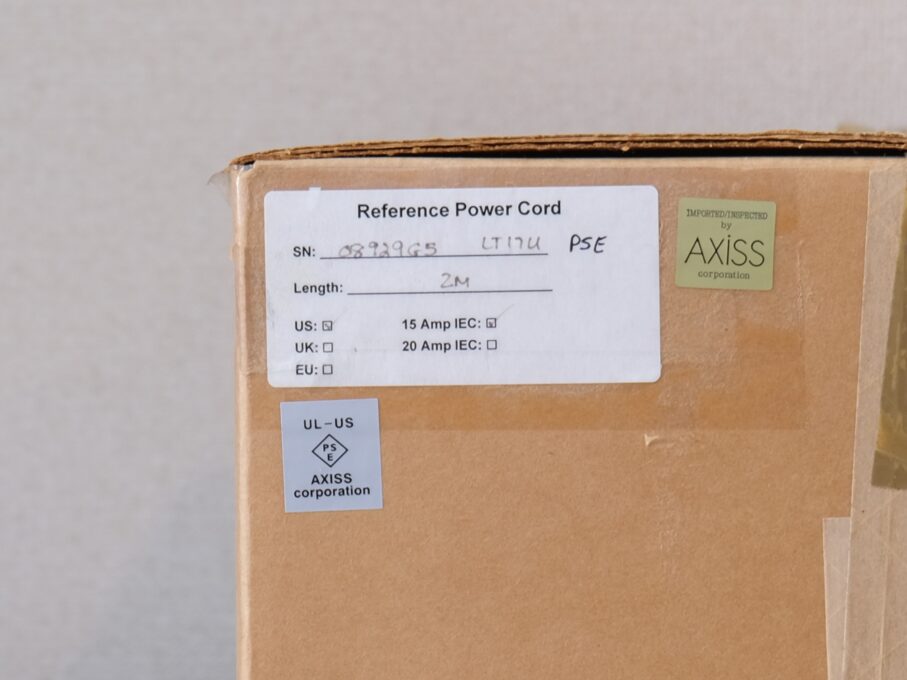 Reference Power Cord
SN: 08929G5 LT17U PSE
Length: 2M
US: 15 Amp IEC:
UK: 20 Amp IEC:
EU:
IMPORTED/INSPECTED
by
AXiSS
corporation
UL-US
PS
E
AXISS
corporation